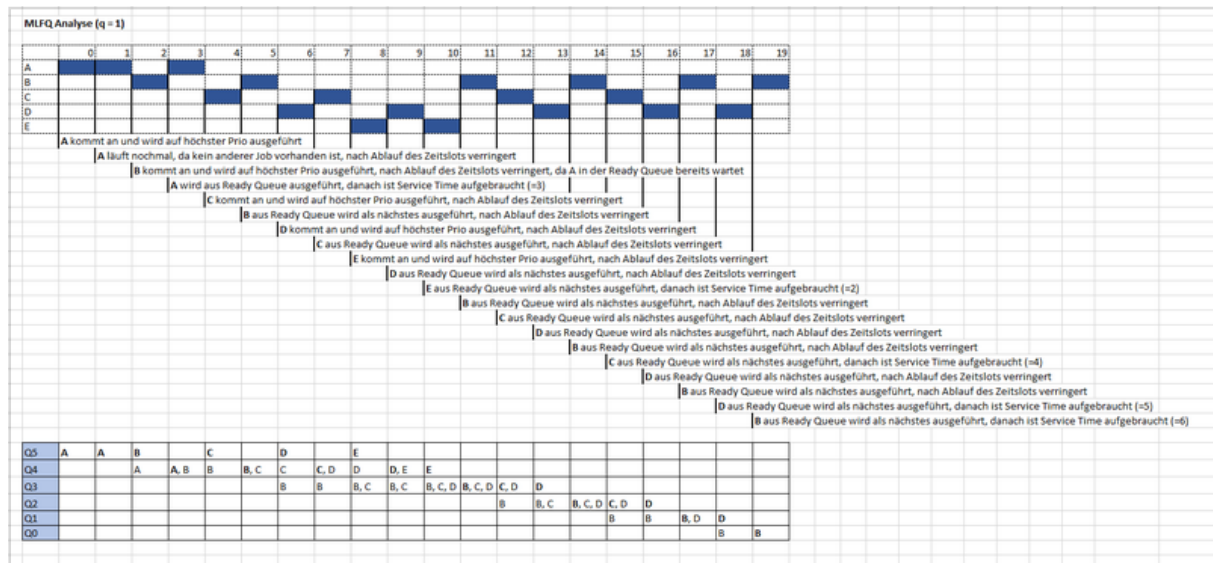 MLFQ Analyse (q = 1)
0 1 2 3 4 5 6 7 8 9 10 11 12 13 14 15 16 17 18 19
A
B
C
D
E
A kommt an und wird auf höchster Prio ausgeführt
A läuft nochmal, da kein anderer Job vorhanden ist, nach Ablauf des Zeitslots verringert
B kommt an und wird auf höchster Prio ausgeführt, nach Ablauf des Zeitslots verringert, da A in der Ready Queue bereits wartet
A wird aus Ready Queue ausgeführt, danach ist Service Time aufgebraucht (=3)
C kommt an und wird auf höchster Prio ausgeführt, nach Ablauf des Zeitslots verringert
B aus Ready Queue wird als nächstes ausgeführt, nach Ablauf des Zeitslots verringert
D kommt an und wird auf höchster Prio ausgeführt, nach Ablauf des Zeitslots verringert
C aus Ready Queue wird als nächstes ausgeführt, nach Ablauf des Zeitslots verringert
E kommt an und wird auf höchster Prio ausgeführt, nach Ablauf des Zeitslots verringert
D aus Ready Queue wird als nächstes ausgeführt, nach Ablauf des Zeitslots verringert
E aus Ready Queue wird als nächstes ausgeführt, danach ist Service Time aufgebraucht (=2)
B aus Ready Queue wird als nächstes ausgeführt, nach Ablauf des Zeitslots verringert
C aus Ready Queue wird als nächstes ausgeführt, nach Ablauf des Zeitslots verringert
D aus Ready Queue wird als nächstes ausgeführt, nach Ablauf des Zeitslots verringert
B aus Ready Queue wird als nächstes ausgeführt, nach Ablauf des Zeitslots verringert
C aus Ready Queue wird als nächstes ausgeführt, danach ist Service Time aufgebraucht (=4)
D aus Ready Queue wird als nächstes ausgeführt, nach Ablauf des Zeitslots verringert
B aus Ready Queue wird als nächstes ausgeführt, nach Ablauf des Zeitslots verringert
D aus Ready Queue wird als nächstes ausgeführt, danach ist Service Time aufgebraucht (=5)
B aus Ready Queue wird als nächstes ausgeführt, danach ist Service Time aufgebraucht (=6)
Q5 A A B C D E
Q4 A A, B B B, C C C, D D D, E E
Q3 B B B, C B, C B, C, D B, C, D C, D D
Q2 B B, C B, C, D C, D D
Q1 B B B, D D
Q0 B B